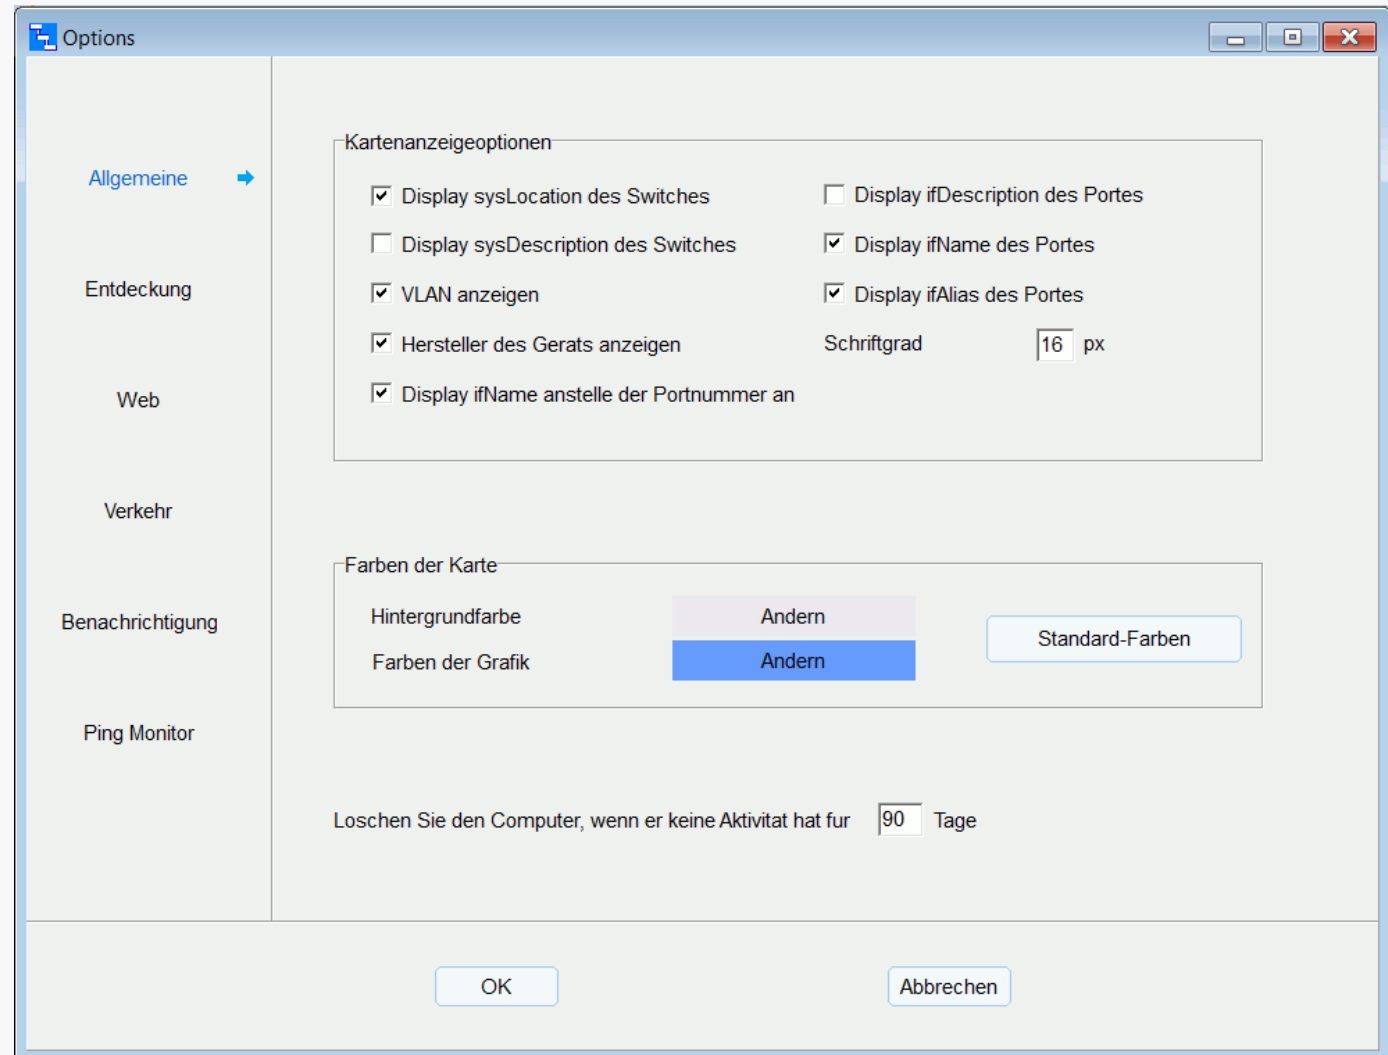 Options
Allgemeine
Entdeckung
Web
Verkehr
Benachrichtigung
Ping Monitor
Kartenanzeigeoptionen
Display sysLocation des Switches
Display sysDescription des Switches
VLAN anzeigen
Hersteller des Gerats anzeigen
Display ifName anstelle der Portnummer an
Display ifDescription des Portes
Display ifName des Portes
Display ifAlias des Portes
Schriftgrad 16 px
Farben der Karte
Hintergrundfarbe Andern
Farben der Grafik Andern
Standard-Farben
Loschen Sie den Computer, wenn er keine Aktivitat hat fur 90 Tage
OK Abbrechen